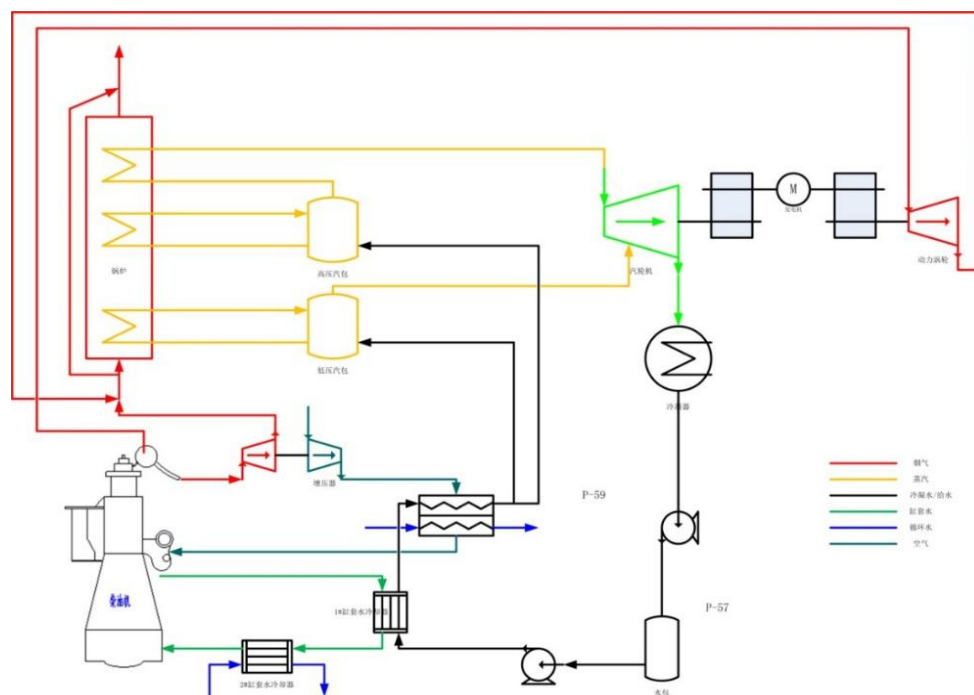 M
发电机
锅炉
高压汽包
汽轮机
动力涡轮
低压汽包
冷凝器
增压器
P-59
烟气
蒸汽
冷凝水/给水
缸套水
循环水
空气
柴油机
1#缸套水冷却器
P-57
2#缸套水冷却器
水包